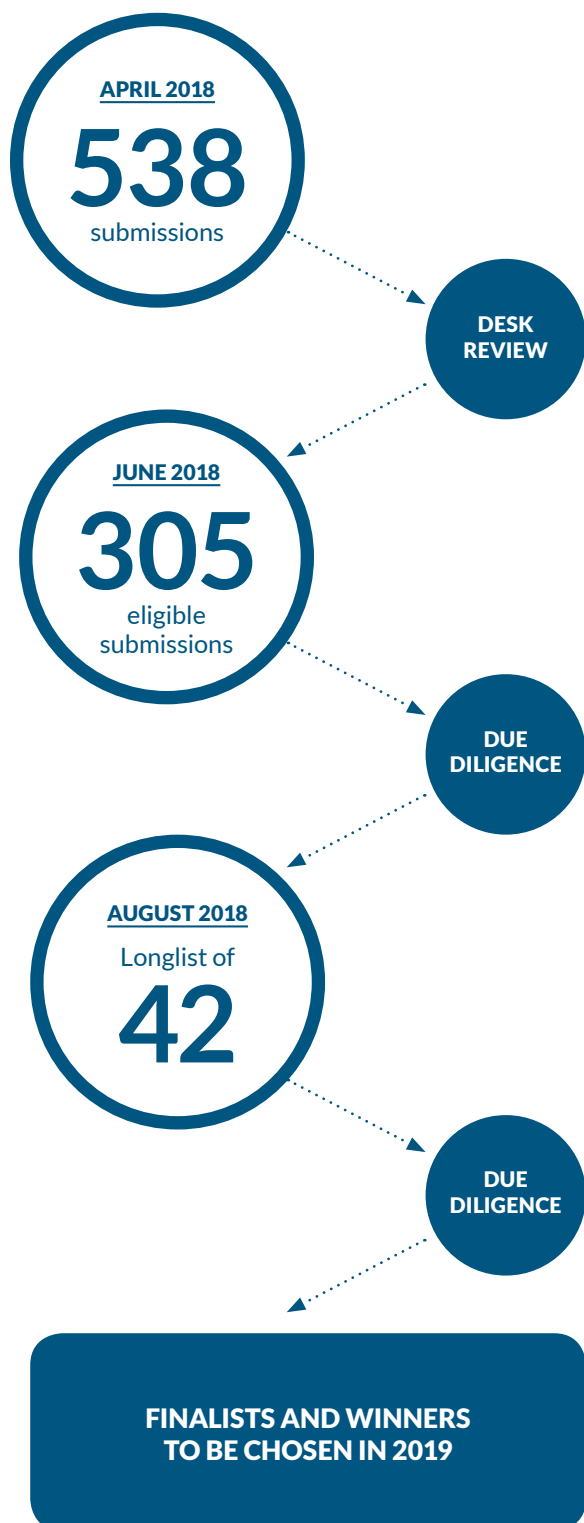 APRIL 2018
538
submissions
DESK
REVIEW
JUNE 2018
305
eligible
submissions
DUE
DILIGENCE
AUGUST 2018
Longlist of
42
DUE
DILIGENCE
FINALISTS AND WINNERS
TO BE CHOSEN IN 2019